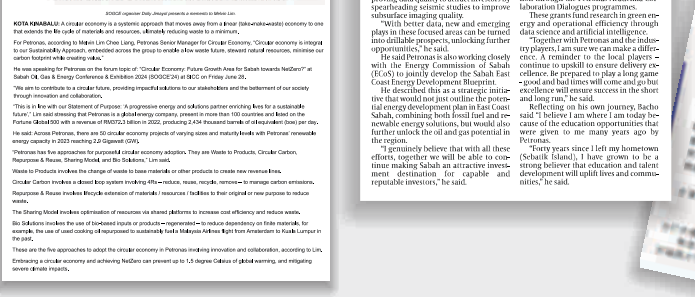 SOGCE organiser Datty Jinagel presents a memento to Melvin Lim
KOTA KINABALU: A circular economy is a systemic approach that moves away from a linear (take-make-waste) economy to one
that extends the life cycle of materials and resources, ultimately reducing waste to a minimum.
For Petronas, according to Melvin Chee Liang, Petronas Senior Manager for Circular Economy, "Circular economy is integral
to our Sustainability Approach, embedded across the group to enable a low waste future, steward natural resources, minimise our
carbon footprint while creating value."
He was speaking for Petronas on the forum topic of: "Circular Economy: Future Growth Area for Sabah towards NetZero?" at
Sabah Oil, Gas & Energy Conference & Exhibition 2024 (SOGCE'24) at SICC on Friday June 28.
"We aim to contribute to a circular future, providing impactful solutions to our stakeholders and the betterment of our society
through innovation and collaboration.
"This is in line with our Statement of Purpose: 'A progressive energy and solutions partner enriching lives for a sustainable
future'," Lim said stressing that Petronas is a global energy company, present in more than 100 countries and listed on the
Fortune Global 500 with a revenue of RM372.3 billion in 2022, producing 2,434 thousand barrels of oil equivalent (boe) per day.
He said: Across Petronas, there are 50 circular economy projects of varying sizes and maturity levels with Petronas' renewable
energy capacity in 2023 reaching 2.9 Gigawatt (GW).
"Petronas has five approaches for purposeful circular economy adoption. They are Waste to Products, Circular Carbon,
Repurpose & Reuse, Sharing Model, and Bio Solutions," Lim said.
Waste to Products involves the change of waste to base materials or other products to create new revenue lines.
Circular Carbon involves a closed loop system involving 4Rs – reduce, reuse, recycle, remove – to manage carbon emissions.
Repurpose & Reuse involves lifecycle extension of materials / resources / facilities to their original or new purpose to reduce
waste.
The Sharing Model involves optimisation of resources via shared platforms to increase cost efficiency and reduce waste.
Bio Solutions involves the use of bio-based inputs or products – regenerated – to reduce dependency on finite materials, for
example, the use of used cooking oil repurposed to sustainably fuel a Malaysia Airlines flight from Amsterdam to Kuala Lumpur in
the past.
These are the five approaches to adopt the circular economy in Petronas involving innovation and collaboration, according to Lim.
Embracing circular economy and achieving NetZero can prevent up to 1.5 degree Celsius of global warming, and mitigating
severe climate impacts.
spearheading seismic studies to improve
subsurface imaging quality.
"With better data, new and emerging
plays in these focused areas can be turned
into drillable prospects, unlocking further
opportunities," he said.
He said Petronas is also working closely
with the Energy Commission of Sabah
(ECoS) to jointly develop the Sabah East
Coast Energy Development Blueprint.
He described this as a strategic initia-
tive that would not just outline the poten-
tial energy development plan in East Coast
Sabah, combining both fossil fuel and re-
newable energy solutions, but would also
further unlock the oil and gas potential in
the region.
"I genuinely believe that with all these
efforts, together we will be able to con-
tinue making Sabah an attractive invest-
ment destination for capable and
reputable investors," he said.
laboration Dialogues programmes.
These grants fund research in green en-
ergy and operational efficiency through
data science and artificial intelligence.
"Together with Petronas and the indus-
try players, I am sure we can make a differ-
ence. A reminder to the local players –
continue to upskill to ensure delivery ex-
cellence. Be prepared to play a long game
– good and bad times will come and go but
excellence will ensure success in the short
and long run," he said.
Reflecting on his own journey, Bacho
said "I believe I am where I am today be-
cause of the education opportunities that
were given to me many years ago by
Petronas.
"Forty years since I left my hometown
(Sebatik Island), I have grown to be a
strong believer that education and talent
development will uplift lives and commu-
nities," he said.